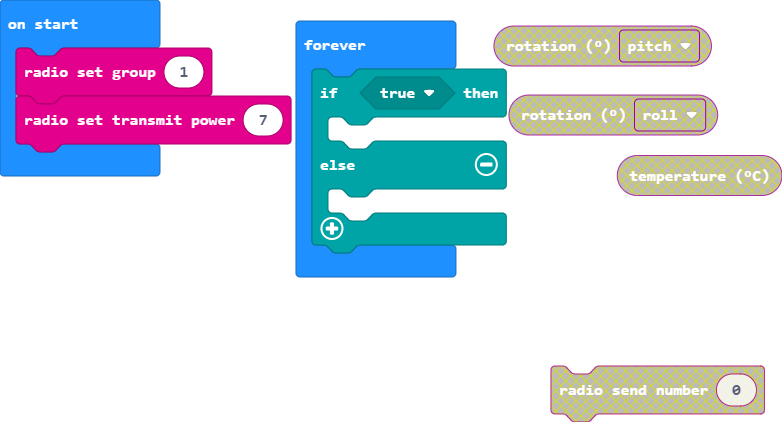 on start
radio set group 1
radio set transmit power 7
forever
if true then
else
rotation (º) pitch
rotation (º) roll
temperature (ºC)
radio send number 0